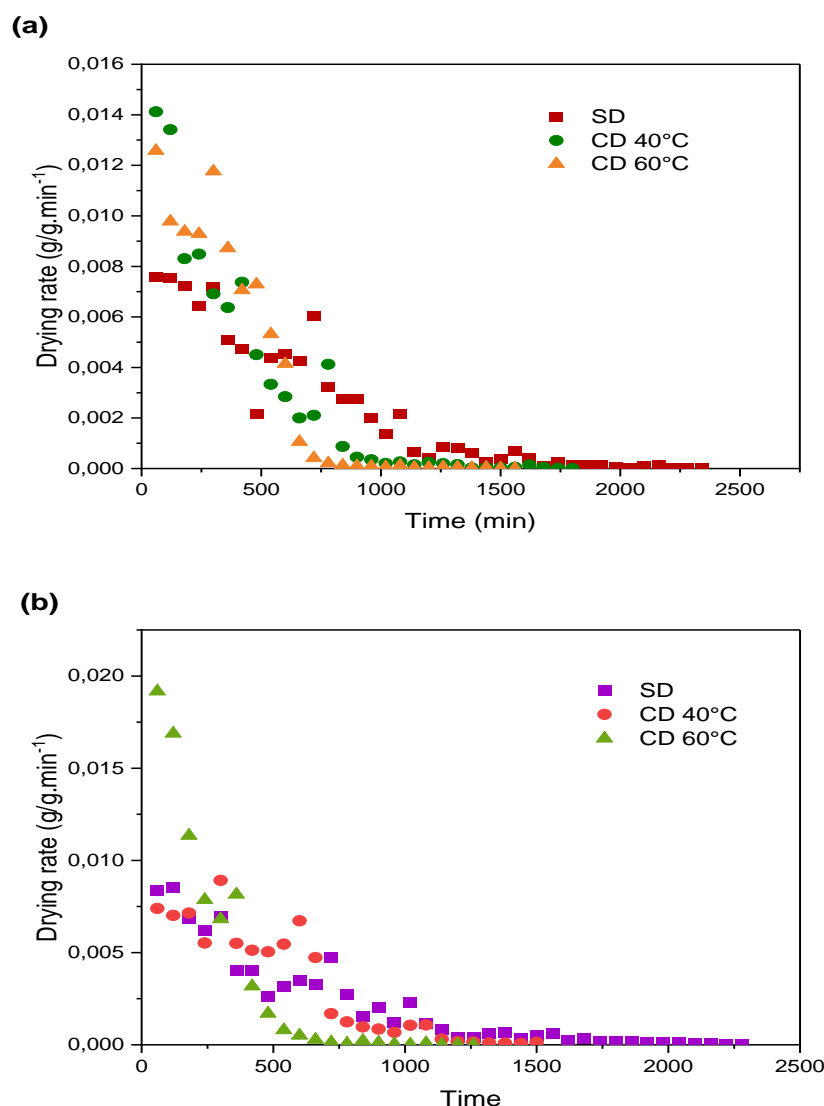 (a)
0,016
0,014
0,012
0,010
0,008
0,006
0,004
0,002
0,000
Drying rate (g/g.min⁻¹)
SD
CD 40°C
CD 60°C
0 500 1000 1500 2000 2500
Time (min)
(b)
0,020
0,015
0,010
0,005
0,000
Drying rate (g/g.min⁻¹)
SD
CD 40°C
CD 60°C
0 500 1000 1500 2000 2500
Time